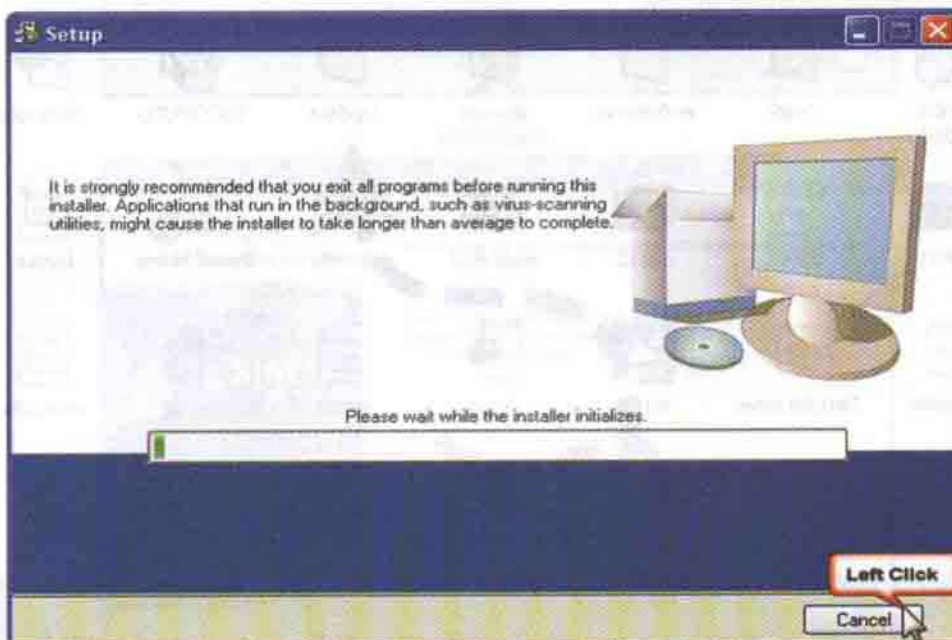 Setup
It is strongly recommended that you exit all programs before running this
installer. Applications that run in the background, such as virus-scanning
utilities, might cause the installer to take longer than average to complete.
Please wait while the installer initializes.
Left Click
Cancel